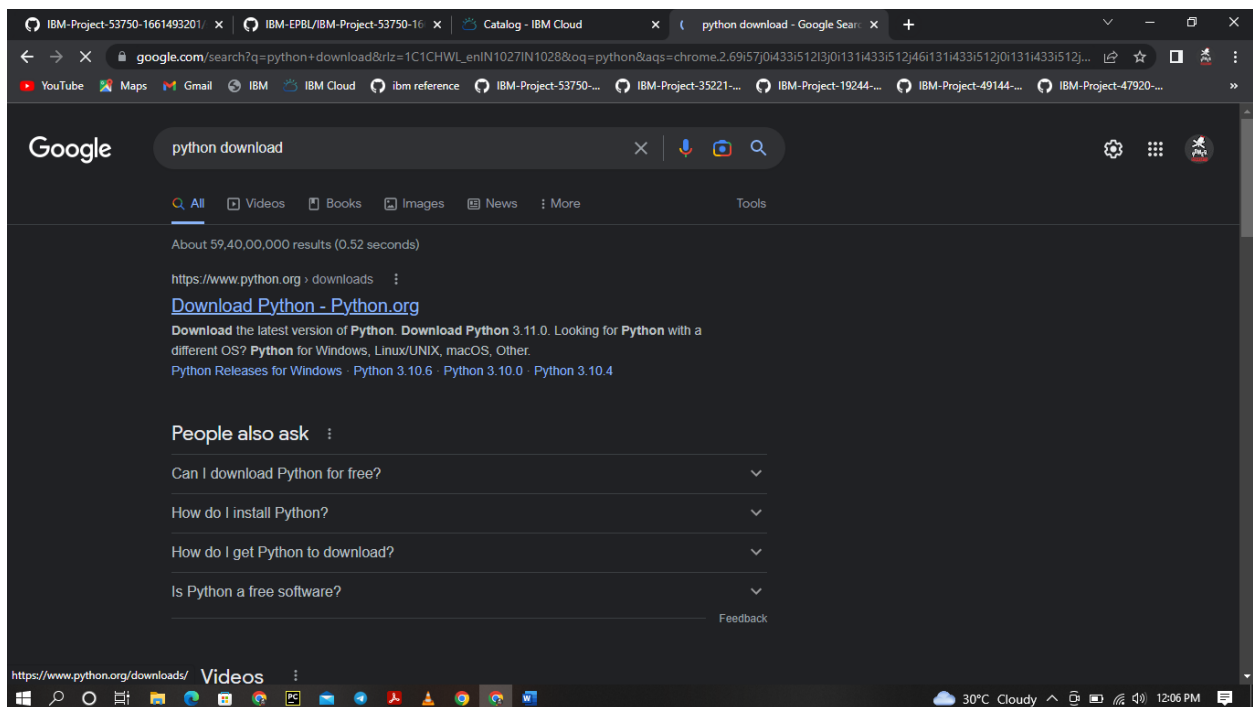 IBM-Project-53750-1661493201/
IBM-EPBL/IBM-Project-53750-16
Catalog - IBM Cloud
python download - Google Searc
google.com/search?q=python+download&rlz=1C1CHWL_enIN1027IN1028&oq=python&aqs=chrome.2.69i57j0i433i512l3j0i131i433i512j46i131i433i512j0i131i433i512j...
YouTube Maps Gmail IBM IBM Cloud ibm reference IBM-Project-53750-... IBM-Project-35221-... IBM-Project-19244-... IBM-Project-49144-... IBM-Project-47920-... »
Google
python download
All Videos Books Images News More Tools
About 59,40,00,000 results (0.52 seconds)
https://www.python.org › downloads
Download Python - Python.org
Download the latest version of Python. Download Python 3.11.0. Looking for Python with a
different OS? Python for Windows, Linux/UNIX, macOS, Other.
Python Releases for Windows · Python 3.10.6 · Python 3.10.0 · Python 3.10.4
People also ask
Can I download Python for free?
How do I install Python?
How do I get Python to download?
Is Python a free software?
Feedback
https://www.python.org/downloads/
Videos
PC
W
30°C Cloudy
12:06 PM